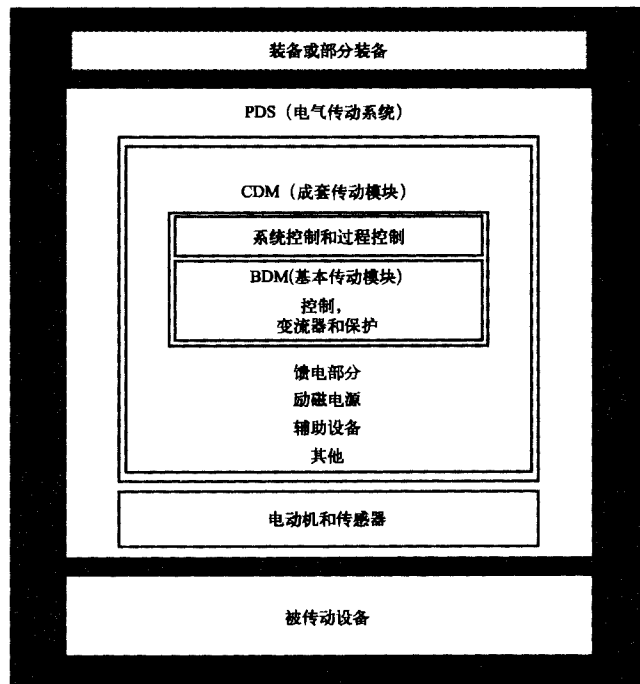 装备或部分装备
PDS（电气传动系统）
CDM（成套传动模块）
系统控制和过程控制
BDM(基本传动模块)
控制，
变流器和保护
馈电部分
励磁电源
辅助设备
其他
电动机和传感器
被传动设备